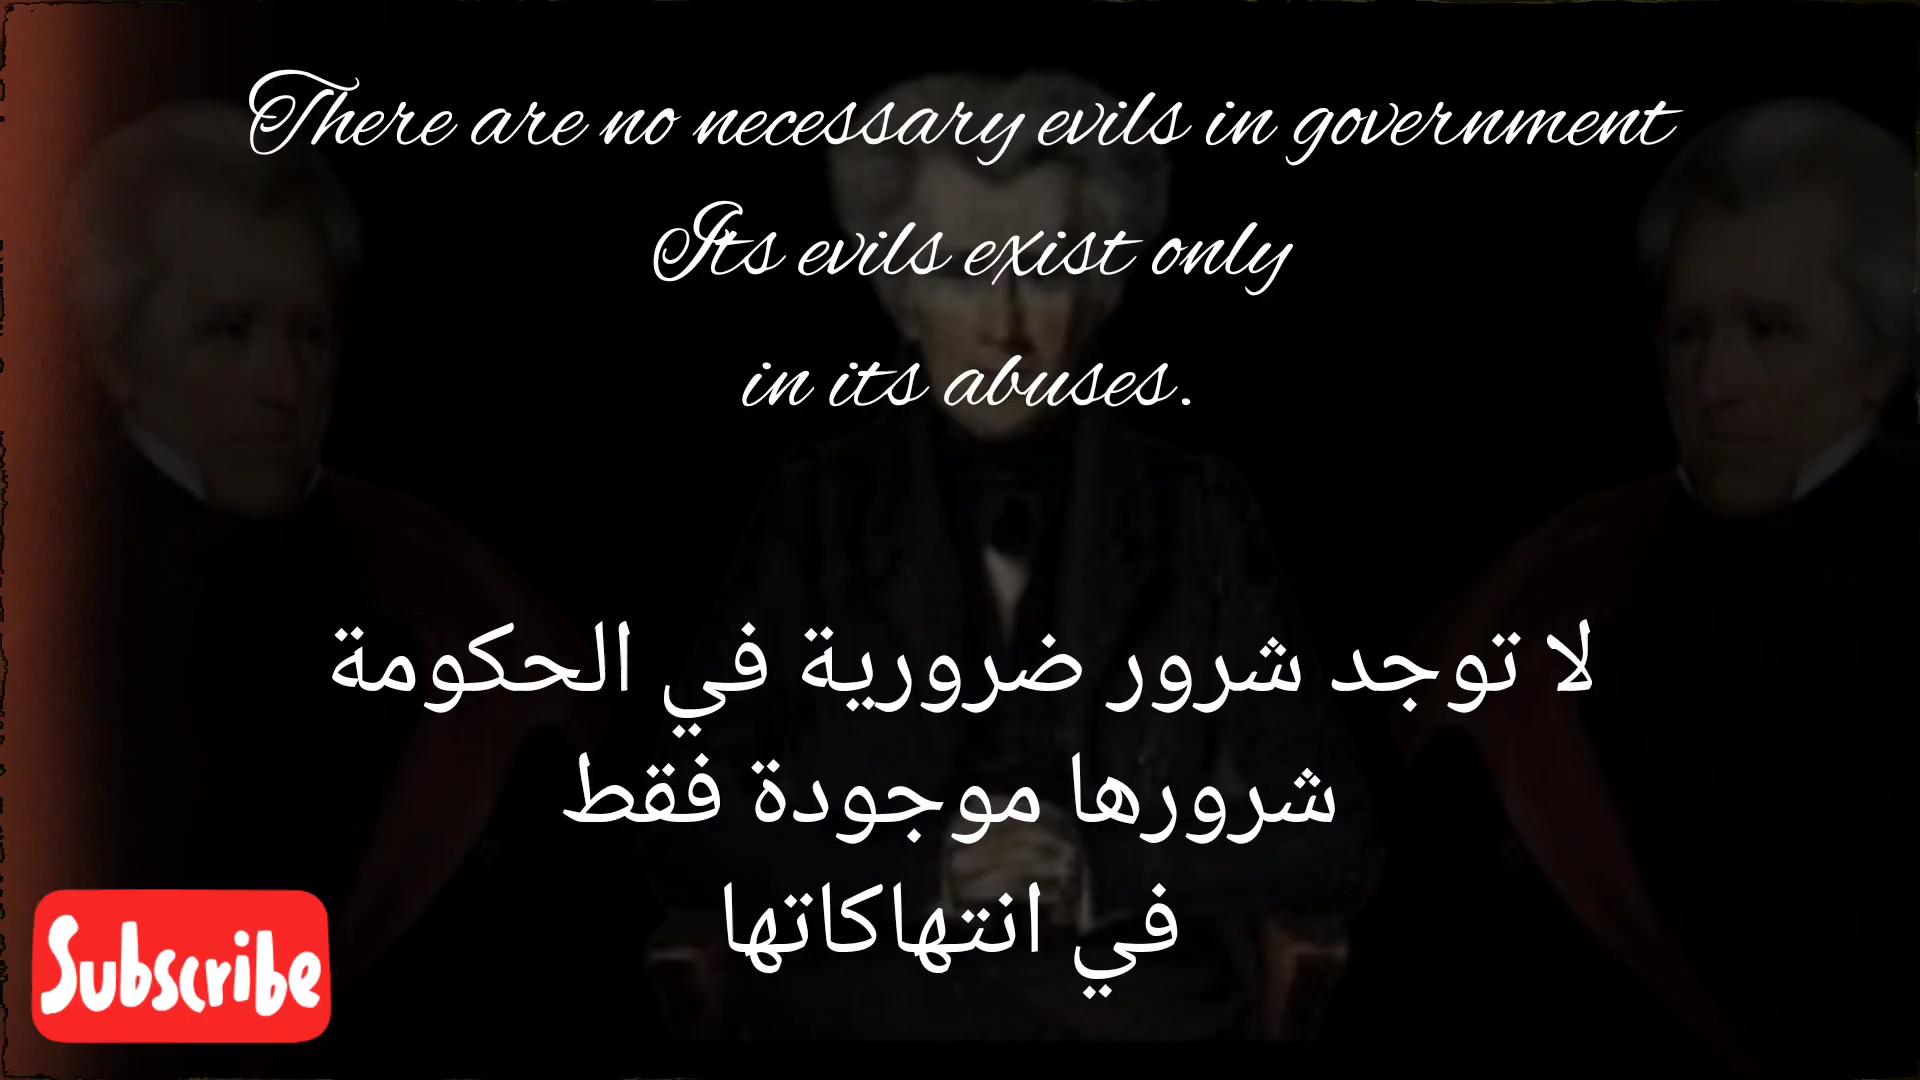 There are no necessary evils in government
Its evils exist only
in its abuses.
لا توجد شرور ضرورية في الحكومة
شرورها موجودة فقط
في انتهاكاتها
Subscribe